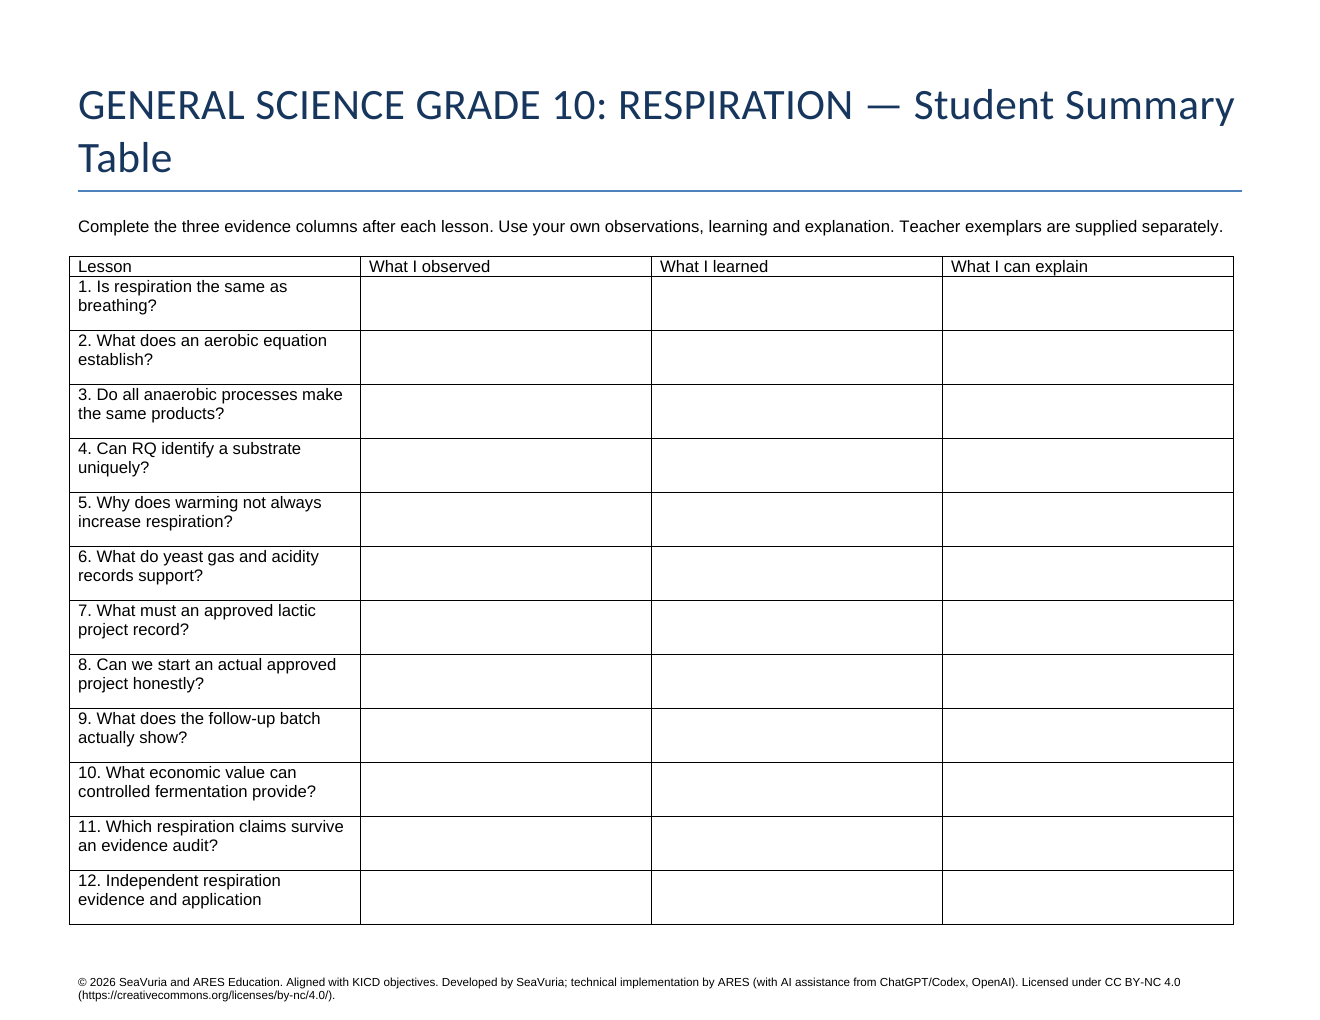 GENERAL SCIENCE GRADE 10: RESPIRATION — Student Summary
Table
Complete the three evidence columns after each lesson. Use your own observations, learning and explanation. Teacher exemplars are supplied separately.
Lesson What I observed What I learned What I can explain
1. Is respiration the same as
breathing?
2. What does an aerobic equation
establish?
3. Do all anaerobic processes make
the same products?
4. Can RQ identify a substrate
uniquely?
5. Why does warming not always
increase respiration?
6. What do yeast gas and acidity
records support?
7. What must an approved lactic
project record?
8. Can we start an actual approved
project honestly?
9. What does the follow-up batch
actually show?
10. What economic value can
controlled fermentation provide?
11. Which respiration claims survive
an evidence audit?
12. Independent respiration
evidence and application
© 2026 SeaVuria and ARES Education. Aligned with KICD objectives. Developed by SeaVuria; technical implementation by ARES (with AI assistance from ChatGPT/Codex, OpenAI). Licensed under CC BY-NC 4.0
(https://creativecommons.org/licenses/by-nc/4.0/).